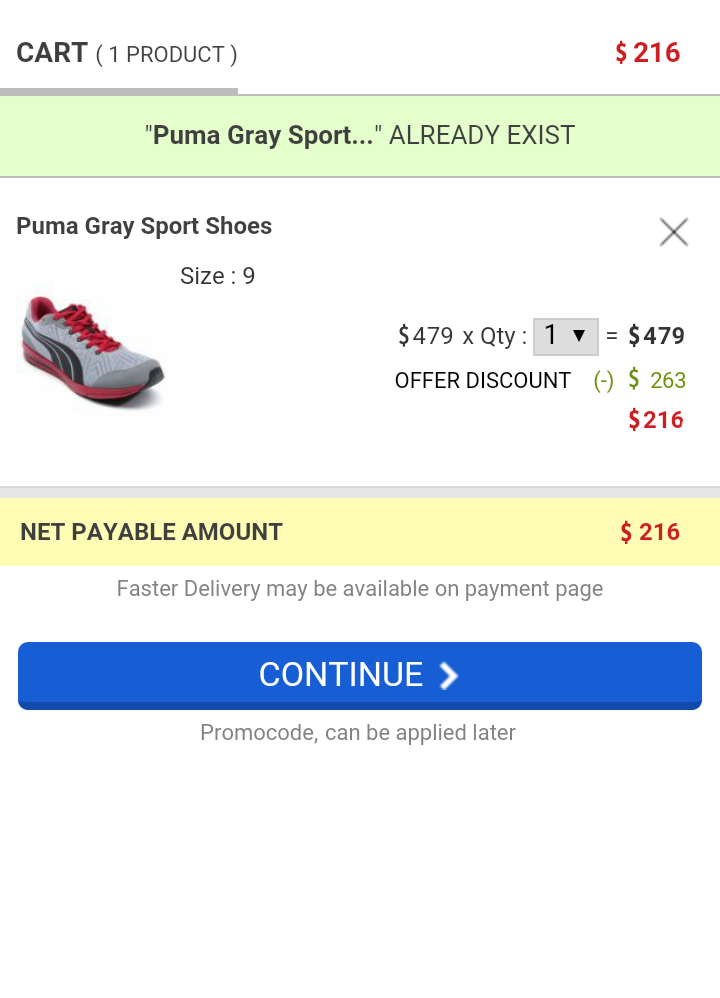 CART ( 1 PRODUCT ) $ 216
"Puma Gray Sport..." ALREADY EXIST
Puma Gray Sport Shoes
Size : 9
$479 x Qty : 1 = $479
OFFER DISCOUNT (-) $ 263
$216
NET PAYABLE AMOUNT $ 216
Faster Delivery may be available on payment page
CONTINUE
Promocode, can be applied later